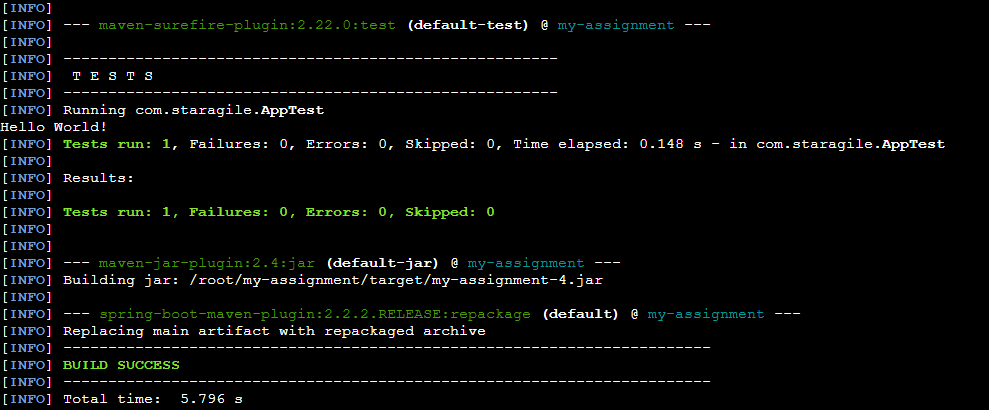 [INFO]
[INFO] --- maven-surefire-plugin:2.22.0:test (default-test) @ my-assignment ---
[INFO]
[INFO] -------------------------------------------------------
[INFO]  T E S T S
[INFO] -------------------------------------------------------
[INFO] Running com.staragile.AppTest
Hello World!
[INFO] Tests run: 1, Failures: 0, Errors: 0, Skipped: 0, Time elapsed: 0.148 s - in com.staragile.AppTest
[INFO]
[INFO] Results:
[INFO]
[INFO] Tests run: 1, Failures: 0, Errors: 0, Skipped: 0
[INFO]
[INFO]
[INFO] --- maven-jar-plugin:2.4:jar (default-jar) @ my-assignment ---
[INFO] Building jar: /root/my-assignment/target/my-assignment-4.jar
[INFO]
[INFO] --- spring-boot-maven-plugin:2.2.2.RELEASE:repackage (default) @ my-assignment ---
[INFO] Replacing main artifact with repackaged archive
[INFO] ------------------------------------------------------------------------
[INFO] BUILD SUCCESS
[INFO] ------------------------------------------------------------------------
[INFO] Total time:  5.796 s